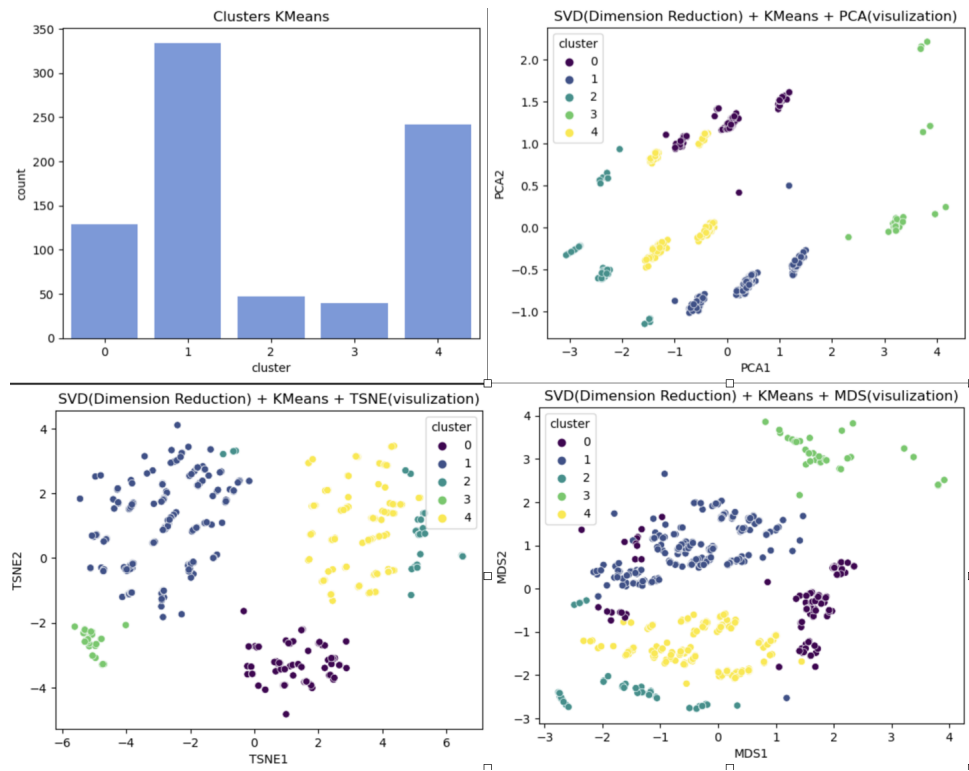 Clusters KMeans
350
300
250
200
150
100
50
0
count
0 1 2 3 4
cluster
SVD(Dimension Reduction) + KMeans + PCA(visulization)
cluster
0
1
2
3
4
2.0
1.5
1.0
0.5
0.0
−0.5
−1.0
PCA2
−3 −2 −1 0 1 2 3 4
PCA1
SVD(Dimension Reduction) + KMeans + TSNE(visulization)
cluster
0
1
2
3
4
4
2
0
−2
−4
TSNE2
−6 −4 −2 0 2 4 6
TSNE1
SVD(Dimension Reduction) + KMeans + MDS(visulization)
cluster
0
1
2
3
4
4
3
2
1
0
−1
−2
−3
MDS2
−3 −2 −1 0 1 2 3 4
MDS1